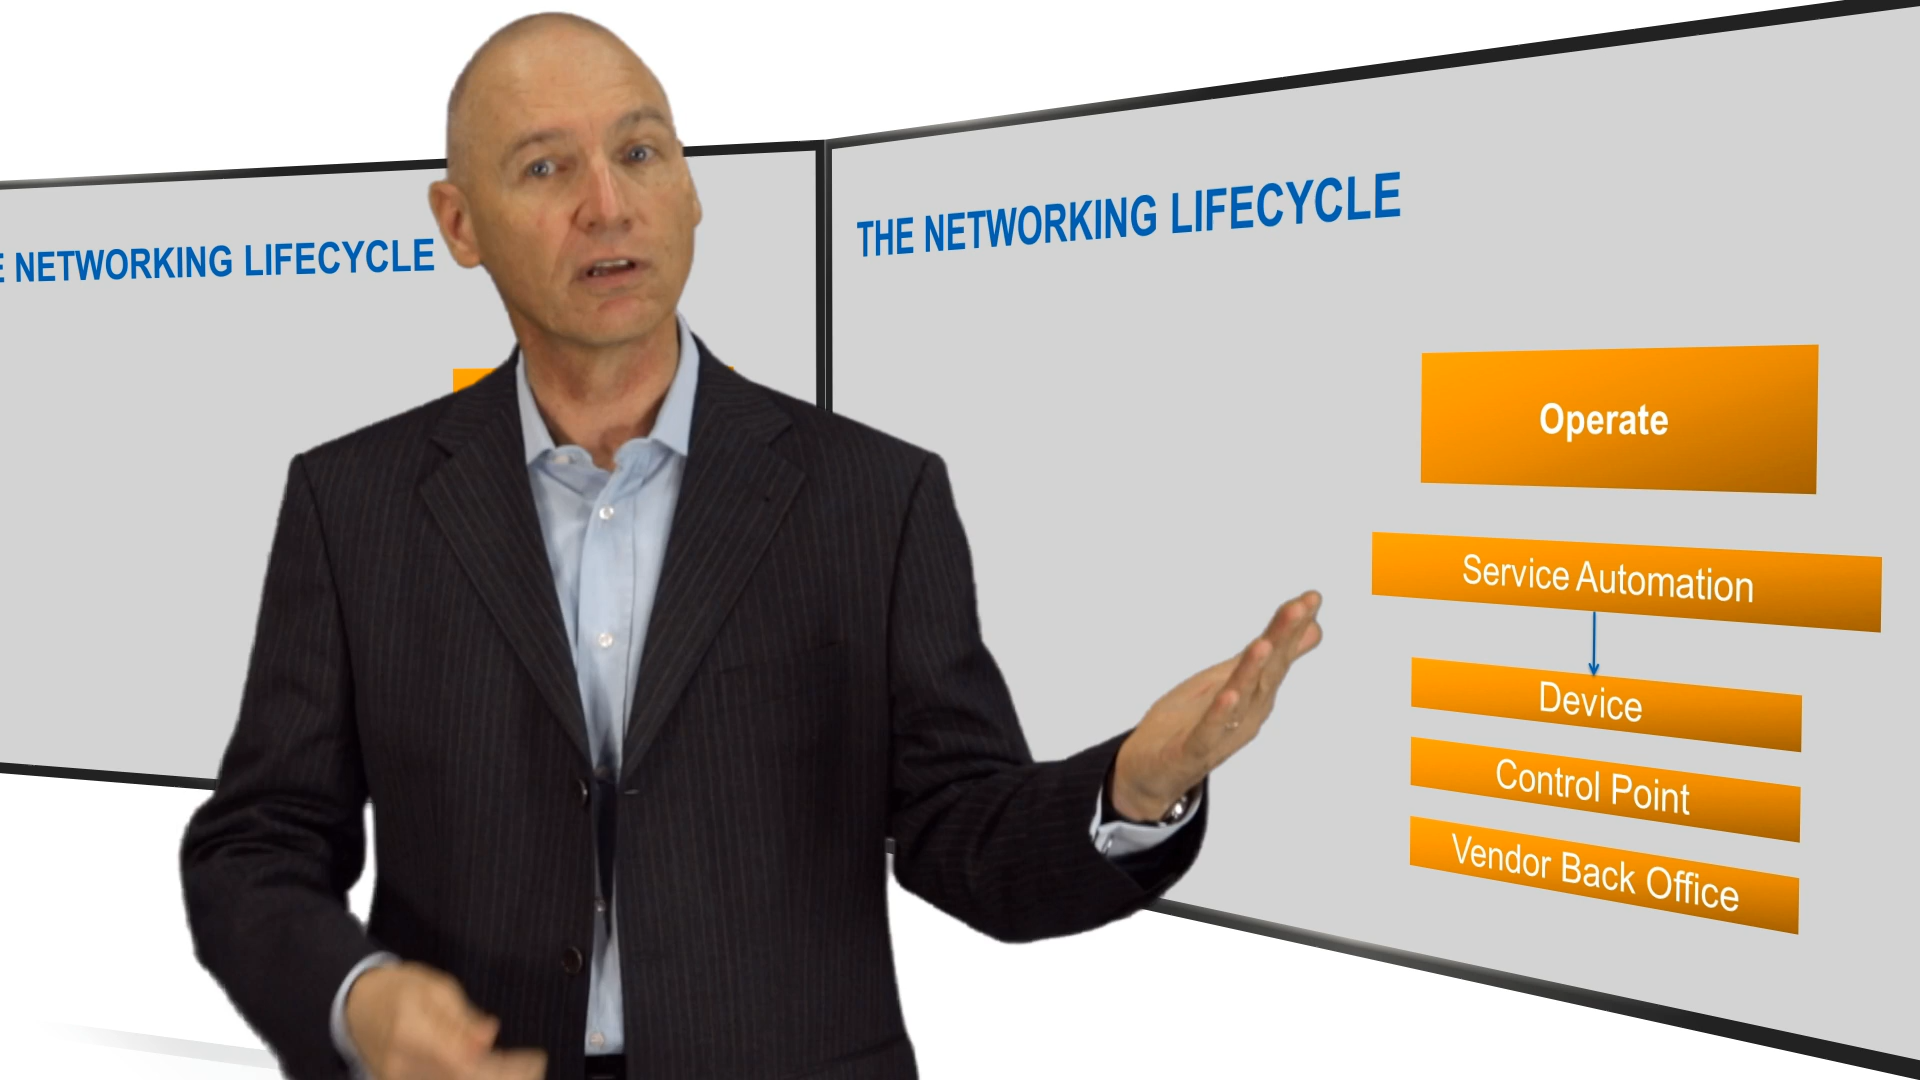 NETWORKING LIFECYCLE
THE NETWORKING LIFECYCLE
Operate
Service Automation
Device
Control Point
Vendor Back Office